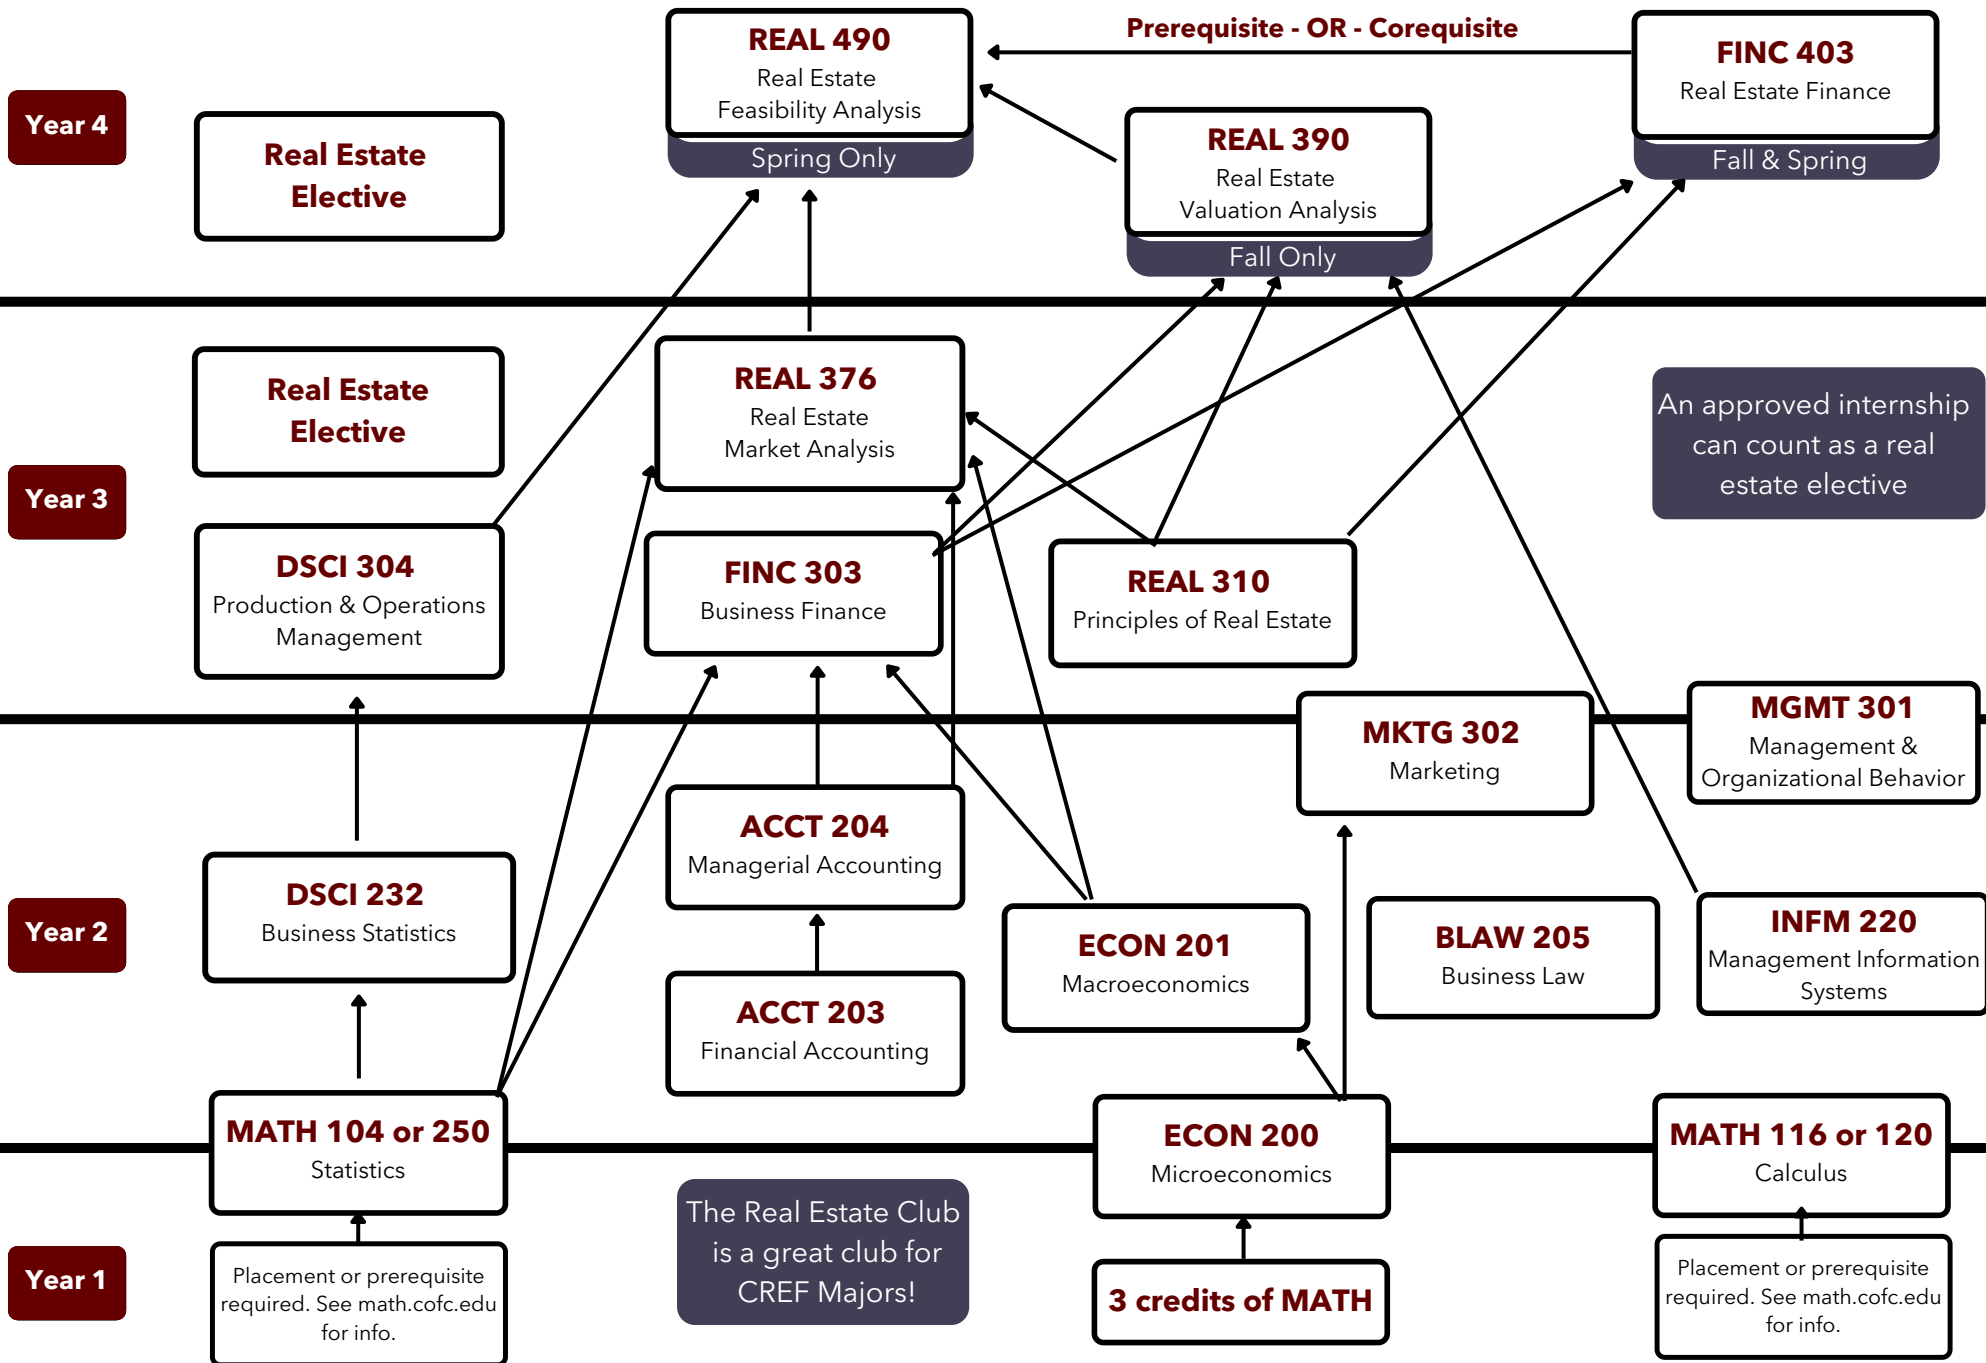 REAL 490
Real Estate
Feasibility Analysis
Spring Only
Prerequisite - OR - Corequisite
FINC 403
Real Estate Finance
Fall & Spring
Year 4
Real Estate
Elective
REAL 390
Real Estate
Valuation Analysis
Fall Only
Real Estate
Elective
REAL 376
Real Estate
Market Analysis
An approved internship
can count as a real
estate elective
Year 3
DSCI 304
Production & Operations
Management
FINC 303
Business Finance
REAL 310
Principles of Real Estate
MKTG 302
Marketing
MGMT 301
Management &
Organizational Behavior
ACCT 204
Managerial Accounting
Year 2
DSCI 232
Business Statistics
ECON 201
Macroeconomics
BLAW 205
Business Law
INFM 220
Management Information
Systems
ACCT 203
Financial Accounting
MATH 104 or 250
Statistics
ECON 200
Microeconomics
MATH 116 or 120
Calculus
The Real Estate Club
is a great club for
CREF Majors!
Year 1
Placement or prerequisite
required. See math.cofc.edu
for info.
3 credits of MATH
Placement or prerequisite
required. See math.cofc.edu
for info.